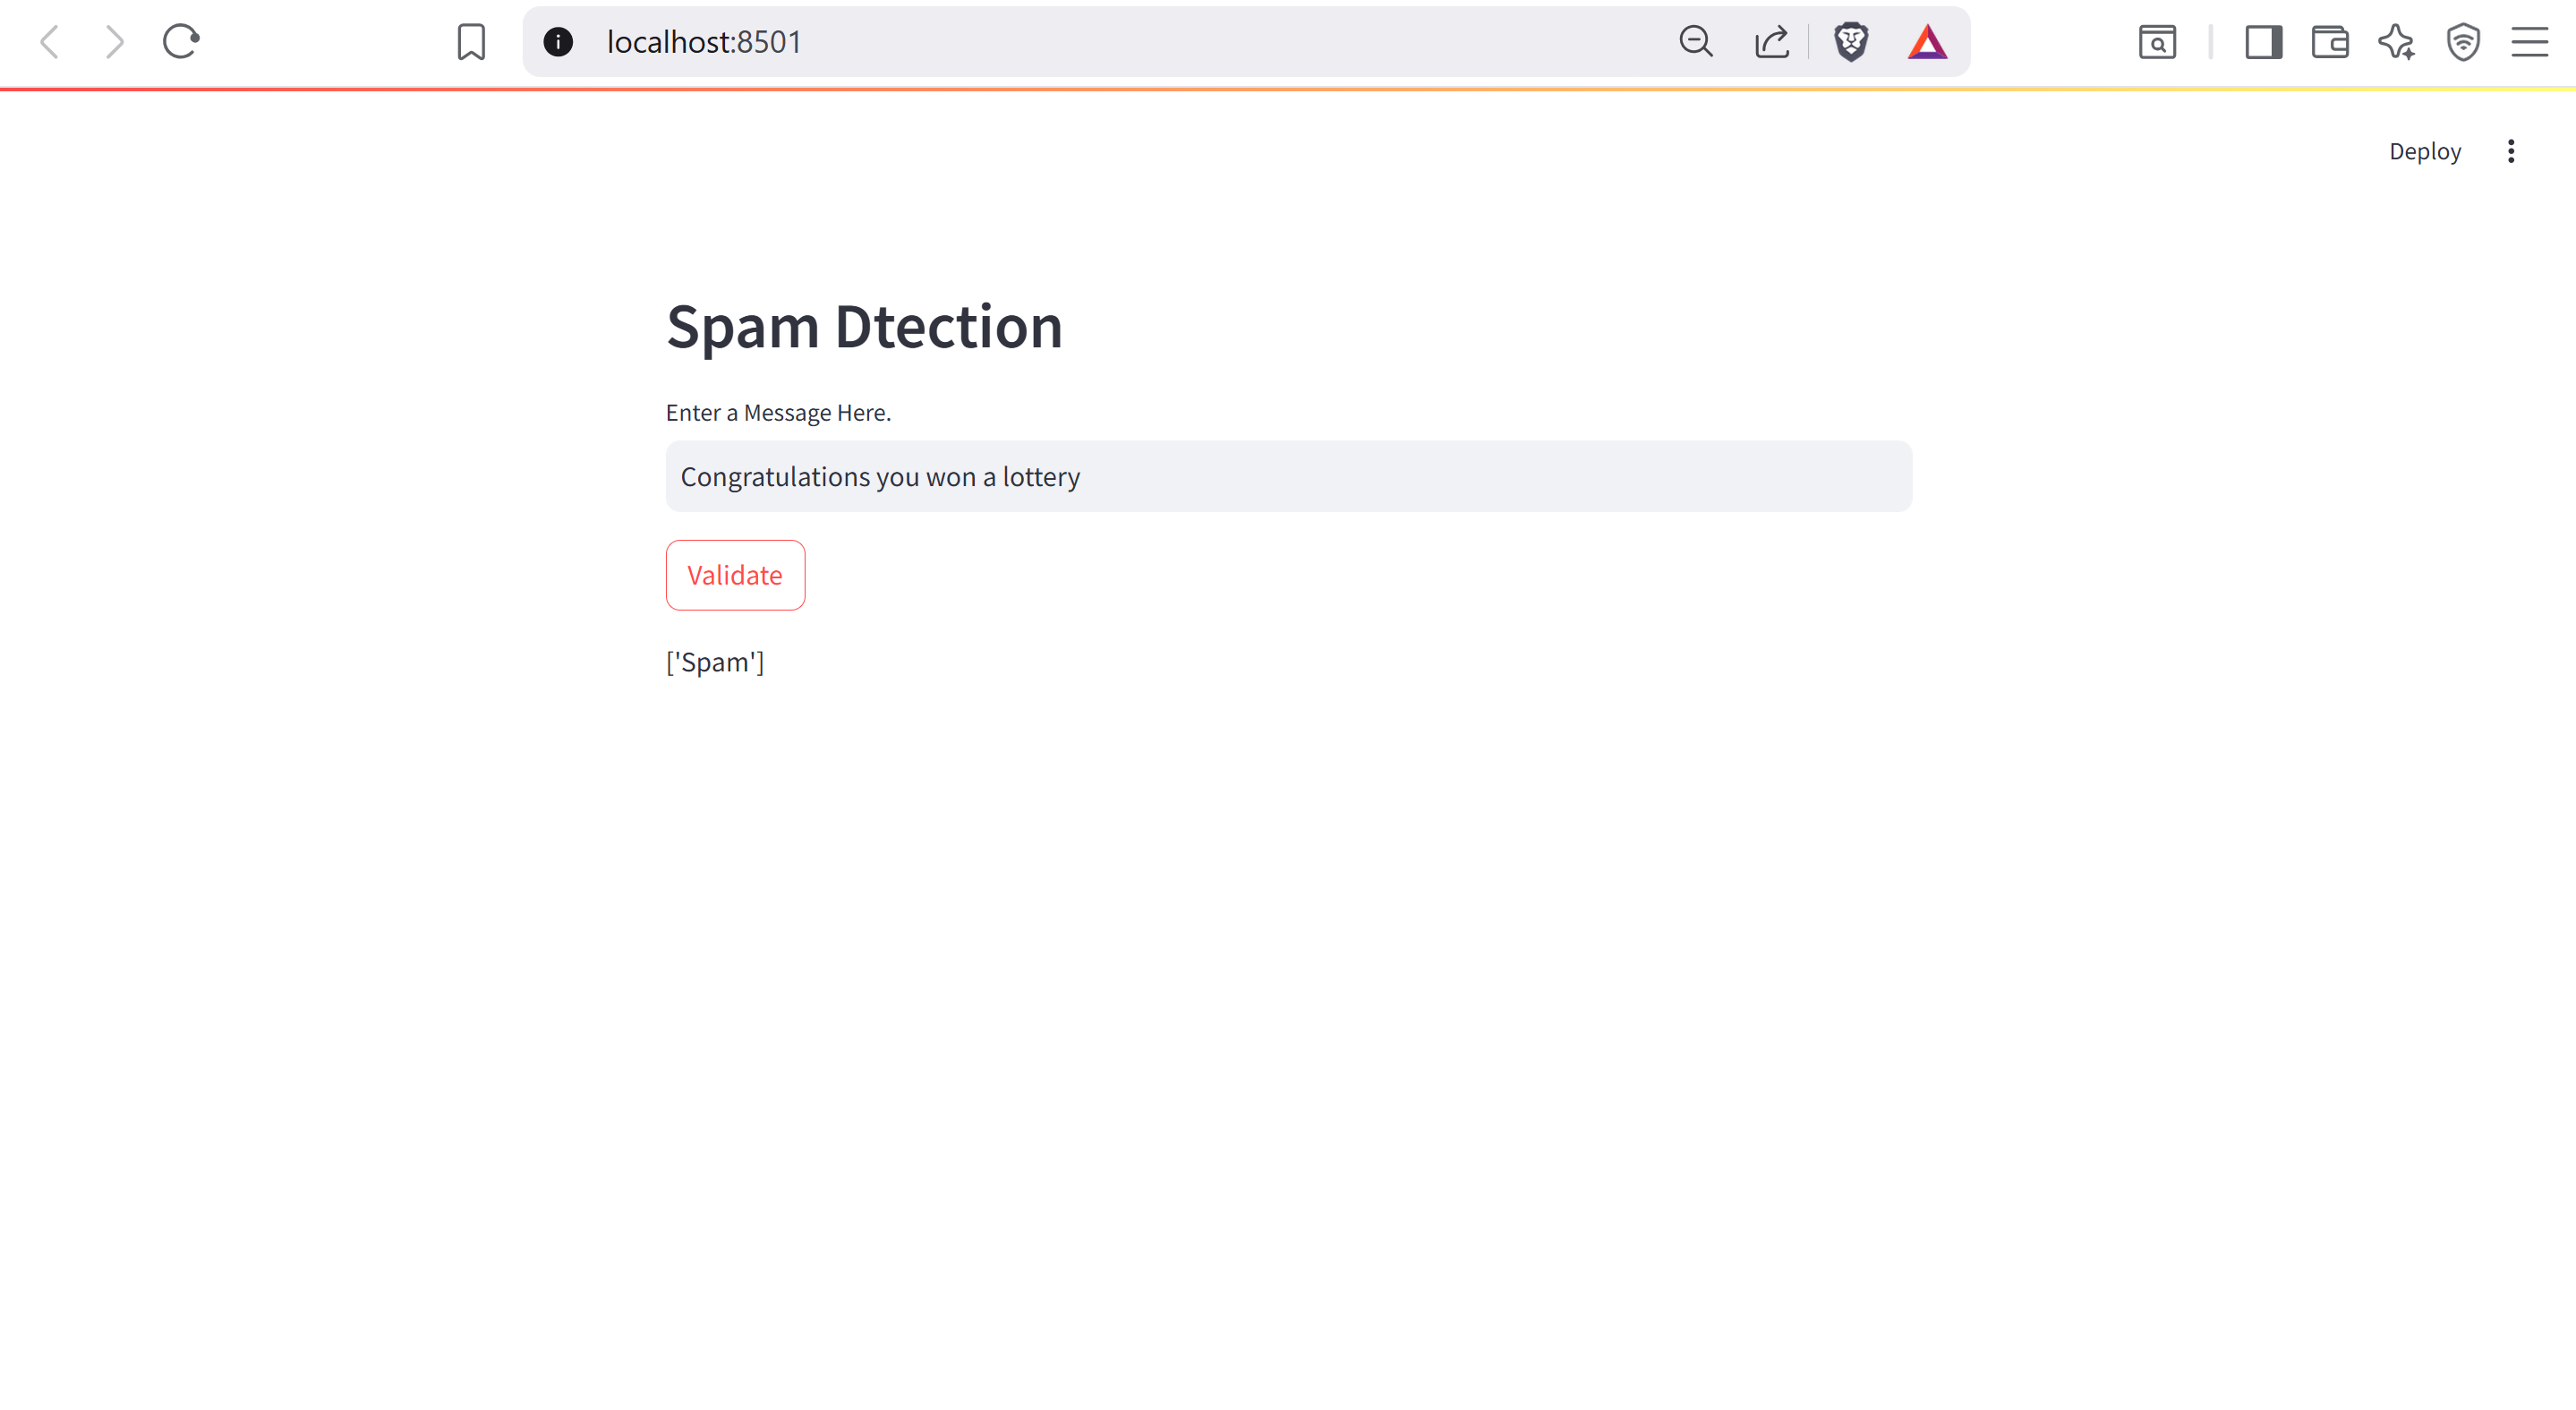 localhost:8501
Deploy
Spam Dtection
Enter a Message Here.
Congratulations you won a lottery
Validate
['Spam']